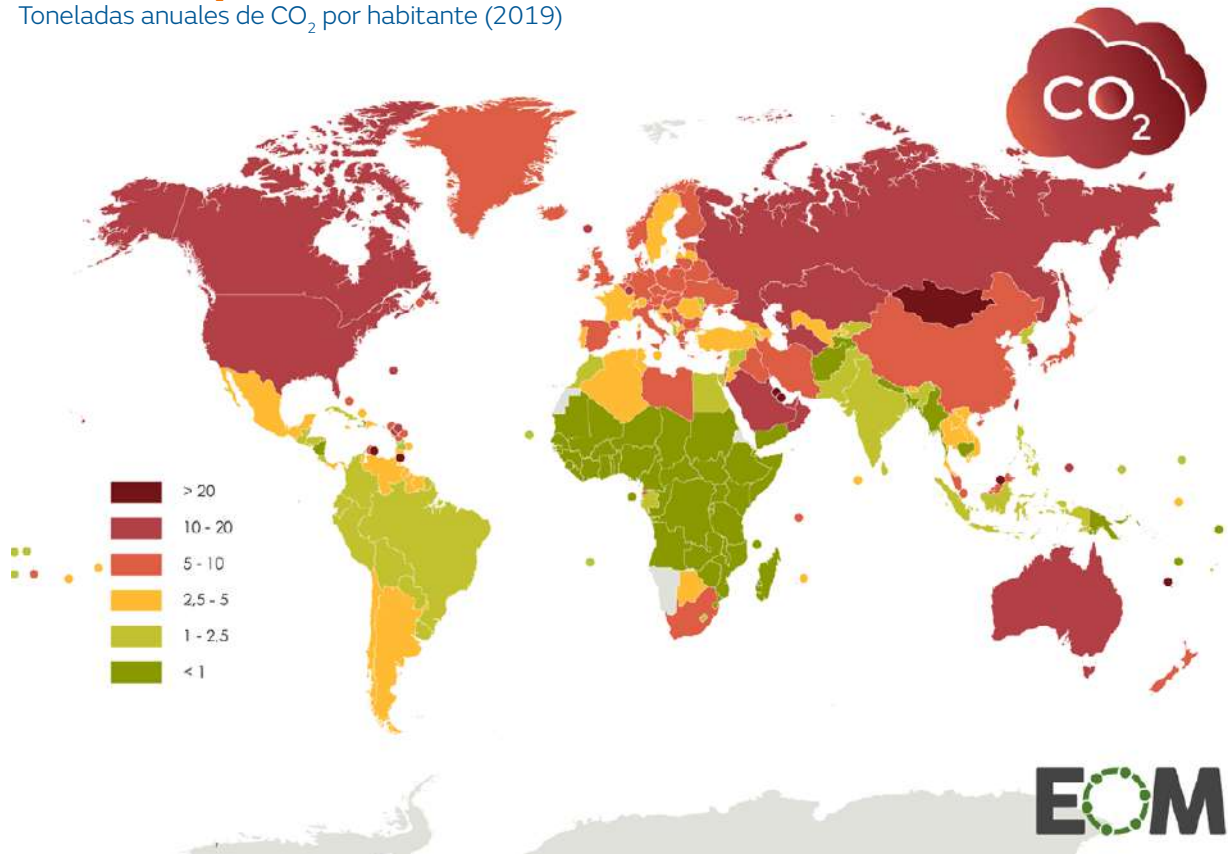 Toneladas anuales de CO₂ por habitante (2019)
CO₂
> 20
10 - 20
5 - 10
2,5 - 5
1 - 2,5
< 1
EOM